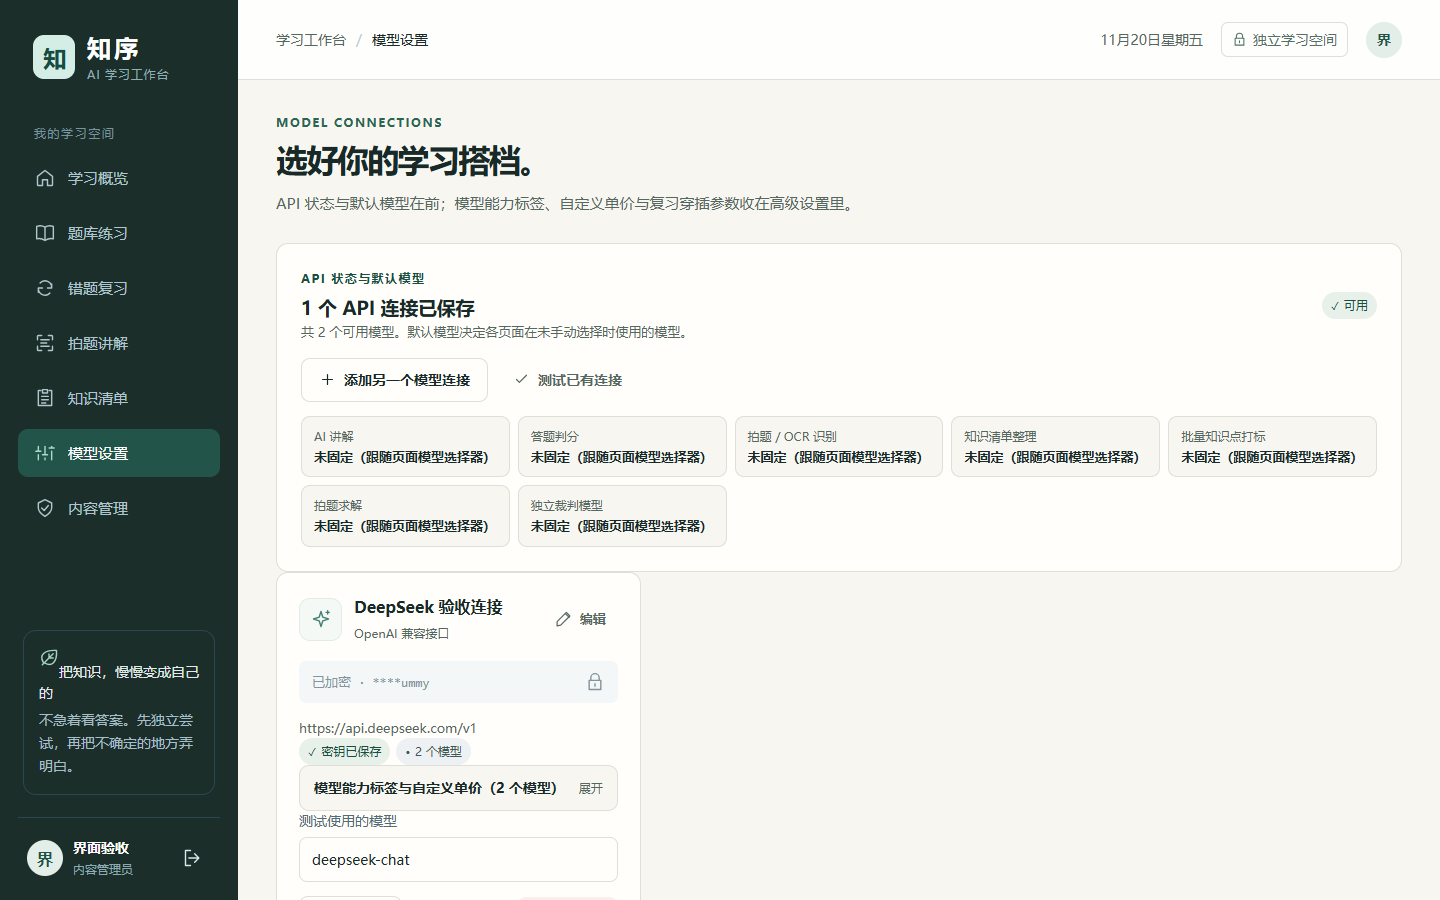 知
知序
AI 学习工作台
我的学习空间
学习概览
题库练习
错题复习
拍题讲解
知识清单
模型设置
内容管理
把知识，慢慢变成自己
的
不急着看答案。先独立尝
试，再把不确定的地方弄
明白。
界
界面验收
内容管理员
学习工作台 / 模型设置
11月20日星期五
独立学习空间
界
MODEL CONNECTIONS
选好你的学习搭档。
API 状态与默认模型在前；模型能力标签、自定义单价与复习穿插参数收在高级设置里。
API 状态与默认模型
1 个 API 连接已保存
✓ 可用
共 2 个可用模型。默认模型决定各页面在未手动选择时使用的模型。
添加另一个模型连接
测试已有连接
AI 讲解
未固定（跟随页面模型选择器）
答题判分
未固定（跟随页面模型选择器）
拍题 / OCR 识别
未固定（跟随页面模型选择器）
知识清单整理
未固定（跟随页面模型选择器）
批量知识点打标
未固定（跟随页面模型选择器）
拍题求解
未固定（跟随页面模型选择器）
独立裁判模型
未固定（跟随页面模型选择器）
DeepSeek 验收连接
OpenAI 兼容接口
编辑
已加密 · ****ummy
https://api.deepseek.com/v1
✓ 密钥已保存
• 2 个模型
模型能力标签与自定义单价（2 个模型）
展开
测试使用的模型
deepseek-chat